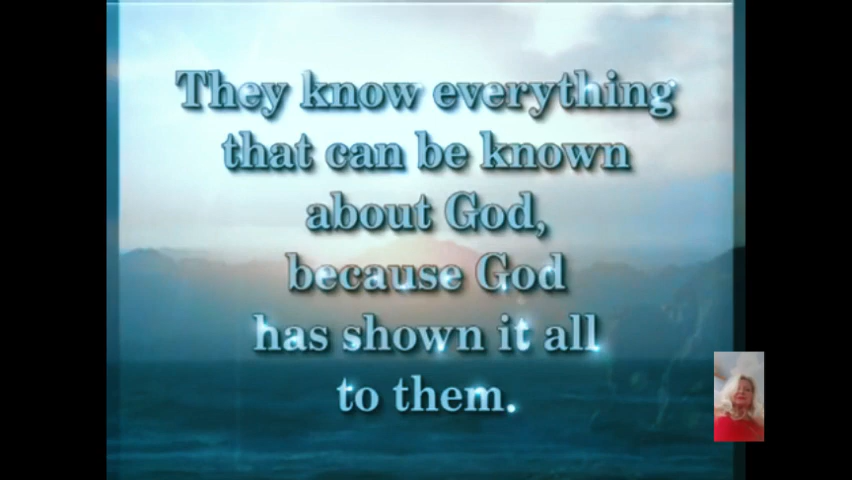 They know everything
that can be known
about God,
because God
has shown it all
to them.